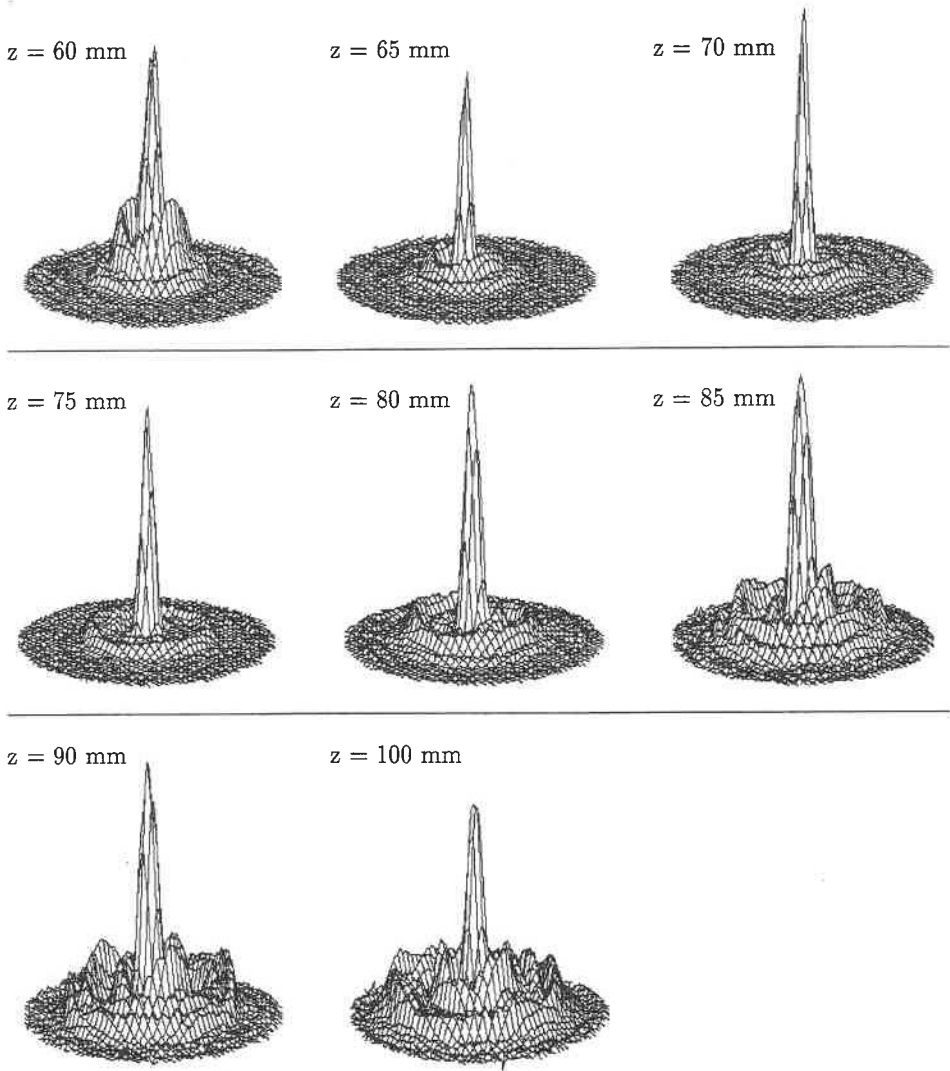 z = 60 mm
z = 65 mm
z = 70 mm
z = 75 mm
z = 80 mm
z = 85 mm
z = 90 mm
z = 100 mm